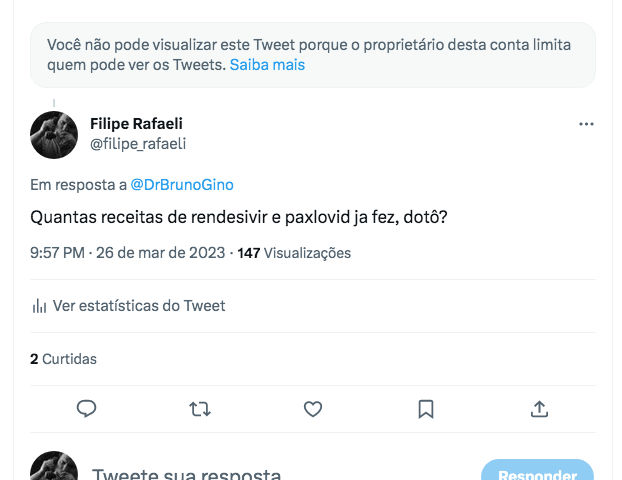 Você não pode visualizar este Tweet porque o proprietário desta conta limita
quem pode ver os Tweets. Saiba mais
Filipe Rafaeli
@filipe_rafaeli
Em resposta a @DrBrunoGino
Quantas receitas de rendesivir e paxlovid ja fez, dotô?
9:57 PM · 26 de mar de 2023 · 147 Visualizações
Ver estatísticas do Tweet
2 Curtidas
Tweete sua resposta
Responder